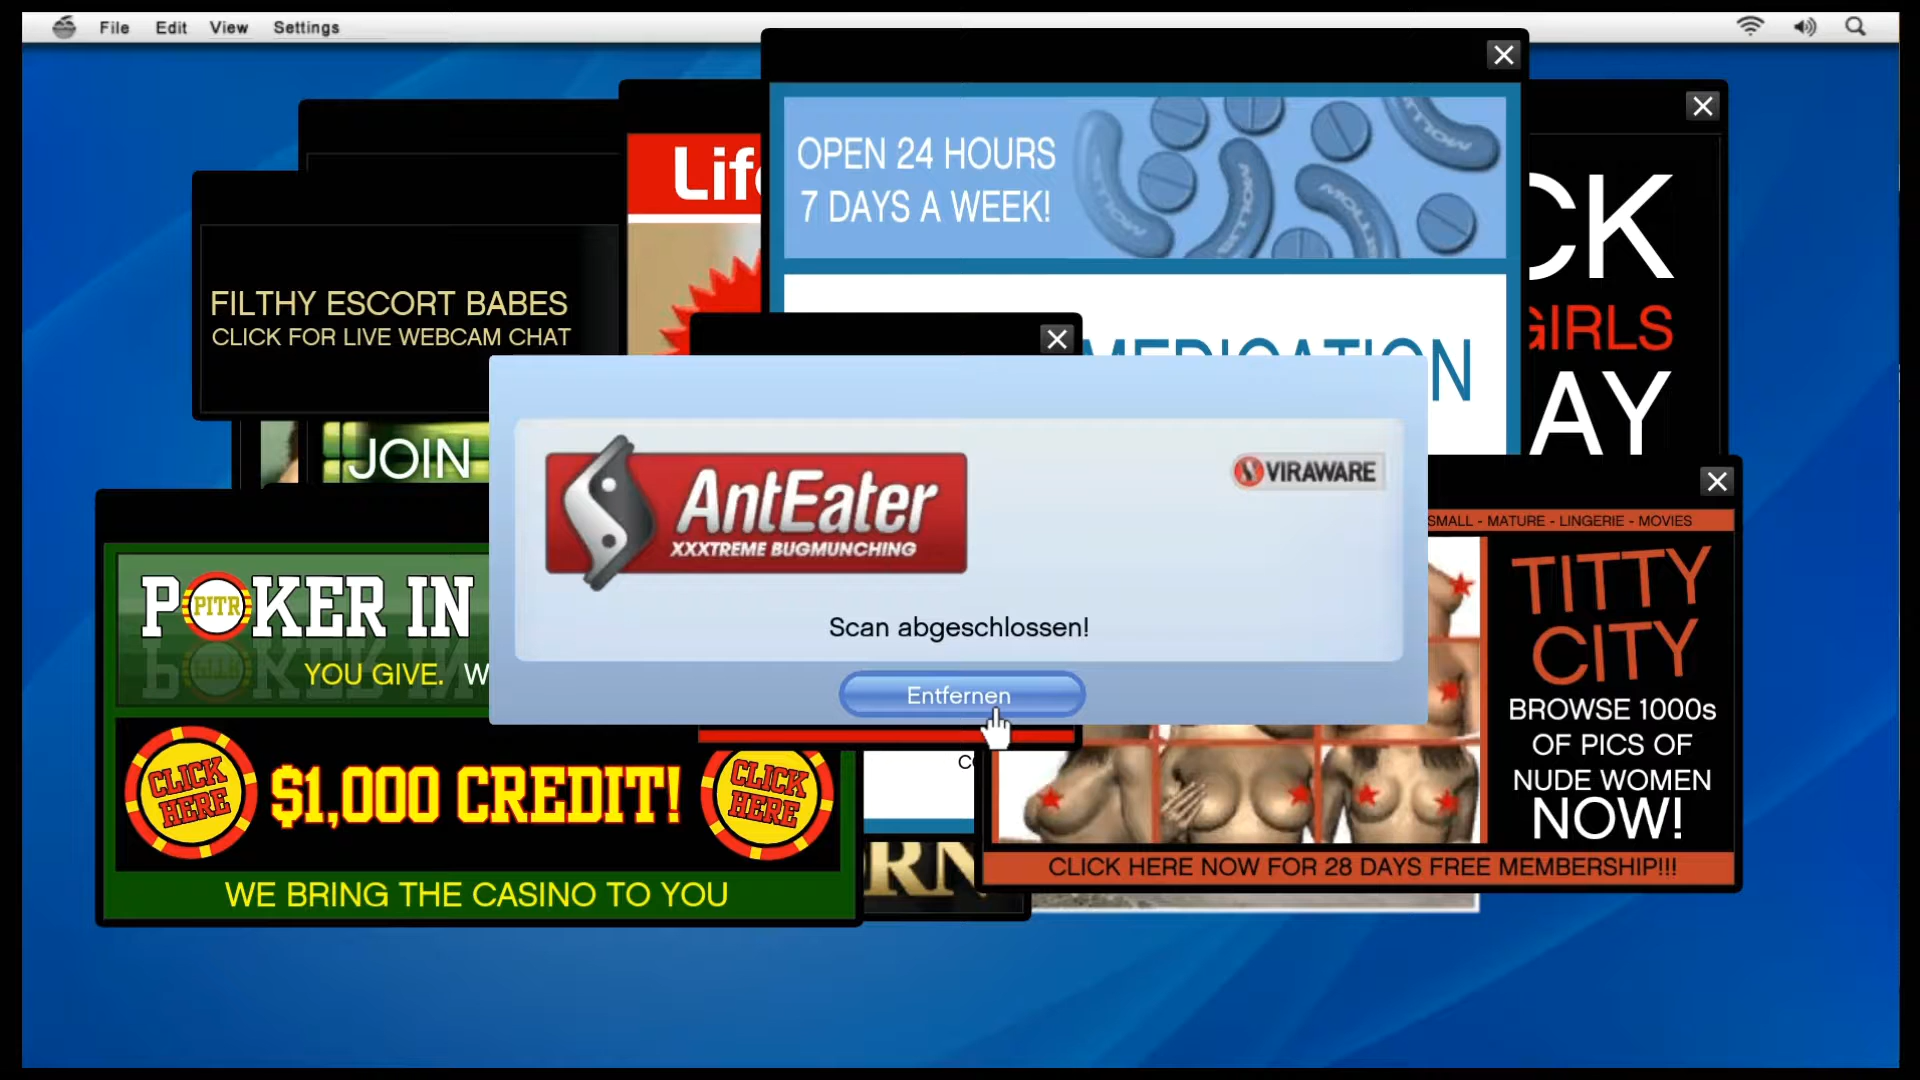 File Edit View Settings
OPEN 24 HOURS
7 DAYS A WEEK!
FILTHY ESCORT BABES
CLICK FOR LIVE WEBCAM CHAT
GIRLS
MEDICATION
JOIN
AntEater
XXXTREME BUGMUNCHING
VIRAWARE
Scan abgeschlossen!
Entfernen
SMALL - MATURE - LINGERIE - MOVIES
TITTY
CITY
BROWSE 1000s
OF PICS OF
NUDE WOMEN
NOW!
CLICK HERE NOW FOR 28 DAYS FREE MEMBERSHIP!!!
POKER IN
PITR
YOU GIVE. W
CLICK
HERE
$1,000 CREDIT!
CLICK
HERE
WE BRING THE CASINO TO YOU